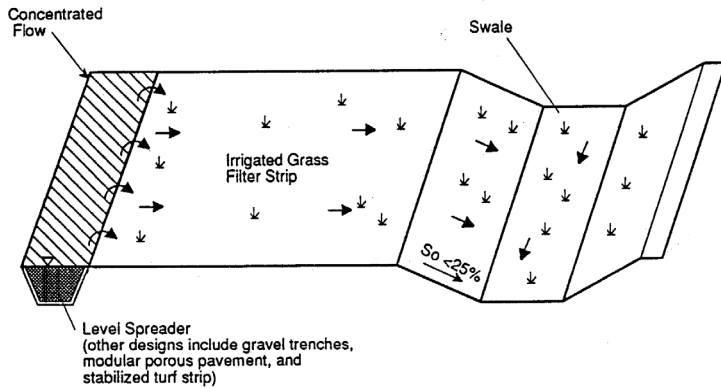 Concentrated
Flow
Swale
Irrigated Grass
Filter Strip
So <25%
Level Spreader
(other designs include gravel trenches,
modular porous pavement, and
stabilized turf strip)